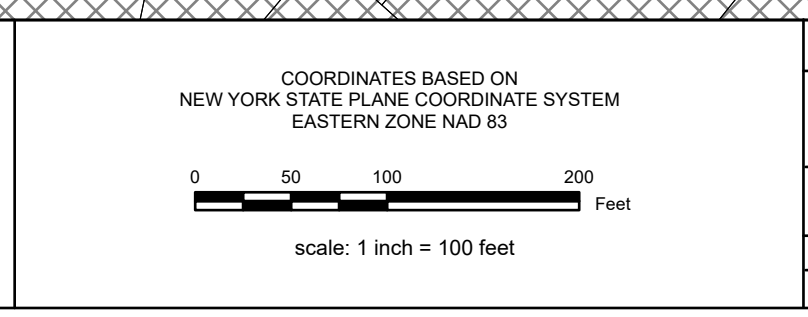 COORDINATES BASED ON
NEW YORK STATE PLANE COORDINATE SYSTEM
EASTERN ZONE NAD 83
0 50 100 200
Feet
scale: 1 inch = 100 feet